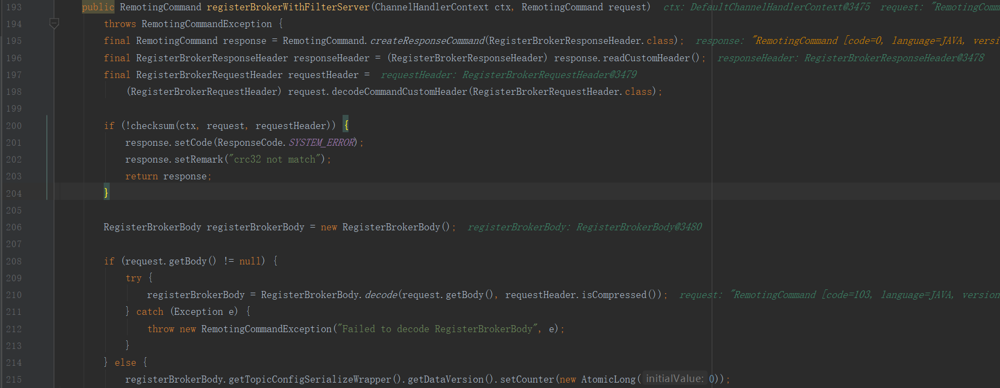 193 public RemotingCommand registerBrokerWithFilterServer(ChannelHandlerContext ctx, RemotingCommand request) ctx: DefaultChannelHandlerContext@3475 request: "RemotingComm
194 throws RemotingCommandException {
195 final RemotingCommand response = RemotingCommand.createResponseCommand(RegisterBrokerResponseHeader.class); response: "RemotingCommand [code=0, language=JAVA, versi
196 final RegisterBrokerResponseHeader responseHeader = (RegisterBrokerResponseHeader) response.readCustomHeader(); responseHeader: RegisterBrokerResponseHeader@3478
197 final RegisterBrokerRequestHeader requestHeader = requestHeader: RegisterBrokerRequestHeader@3479
198 (RegisterBrokerRequestHeader) request.decodeCommandCustomHeader(RegisterBrokerRequestHeader.class);
199
200 if (!checksum(ctx, request, requestHeader)) {
201 response.setCode(ResponseCode.SYSTEM_ERROR);
202 response.setRemark("crc32 not match");
203 return response;
204 }
205
206 RegisterBrokerBody registerBrokerBody = new RegisterBrokerBody(); registerBrokerBody: RegisterBrokerBody@3480
207
208 if (request.getBody() != null) {
209 try {
210 registerBrokerBody = RegisterBrokerBody.decode(request.getBody(), requestHeader.isCompressed()); request: "RemotingCommand [code=103, language=JAVA, version
211 } catch (Exception e) {
212 throw new RemotingCommandException("Failed to decode RegisterBrokerBody", e);
213 }
214 } else {
215 registerBrokerBody.getTopicConfigSerializeWrapper().getDataVersion().setCounter(new AtomicLong( initialValue: 0));